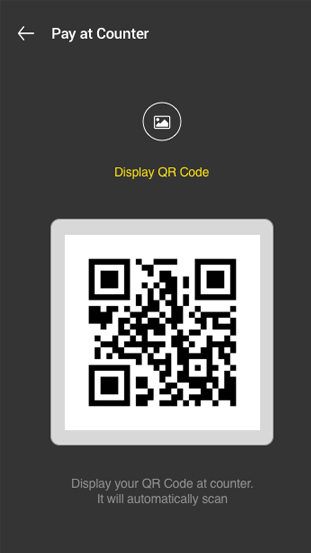 Pay at Counter
Display QR Code
Display your QR Code at counter.
It will automatically scan